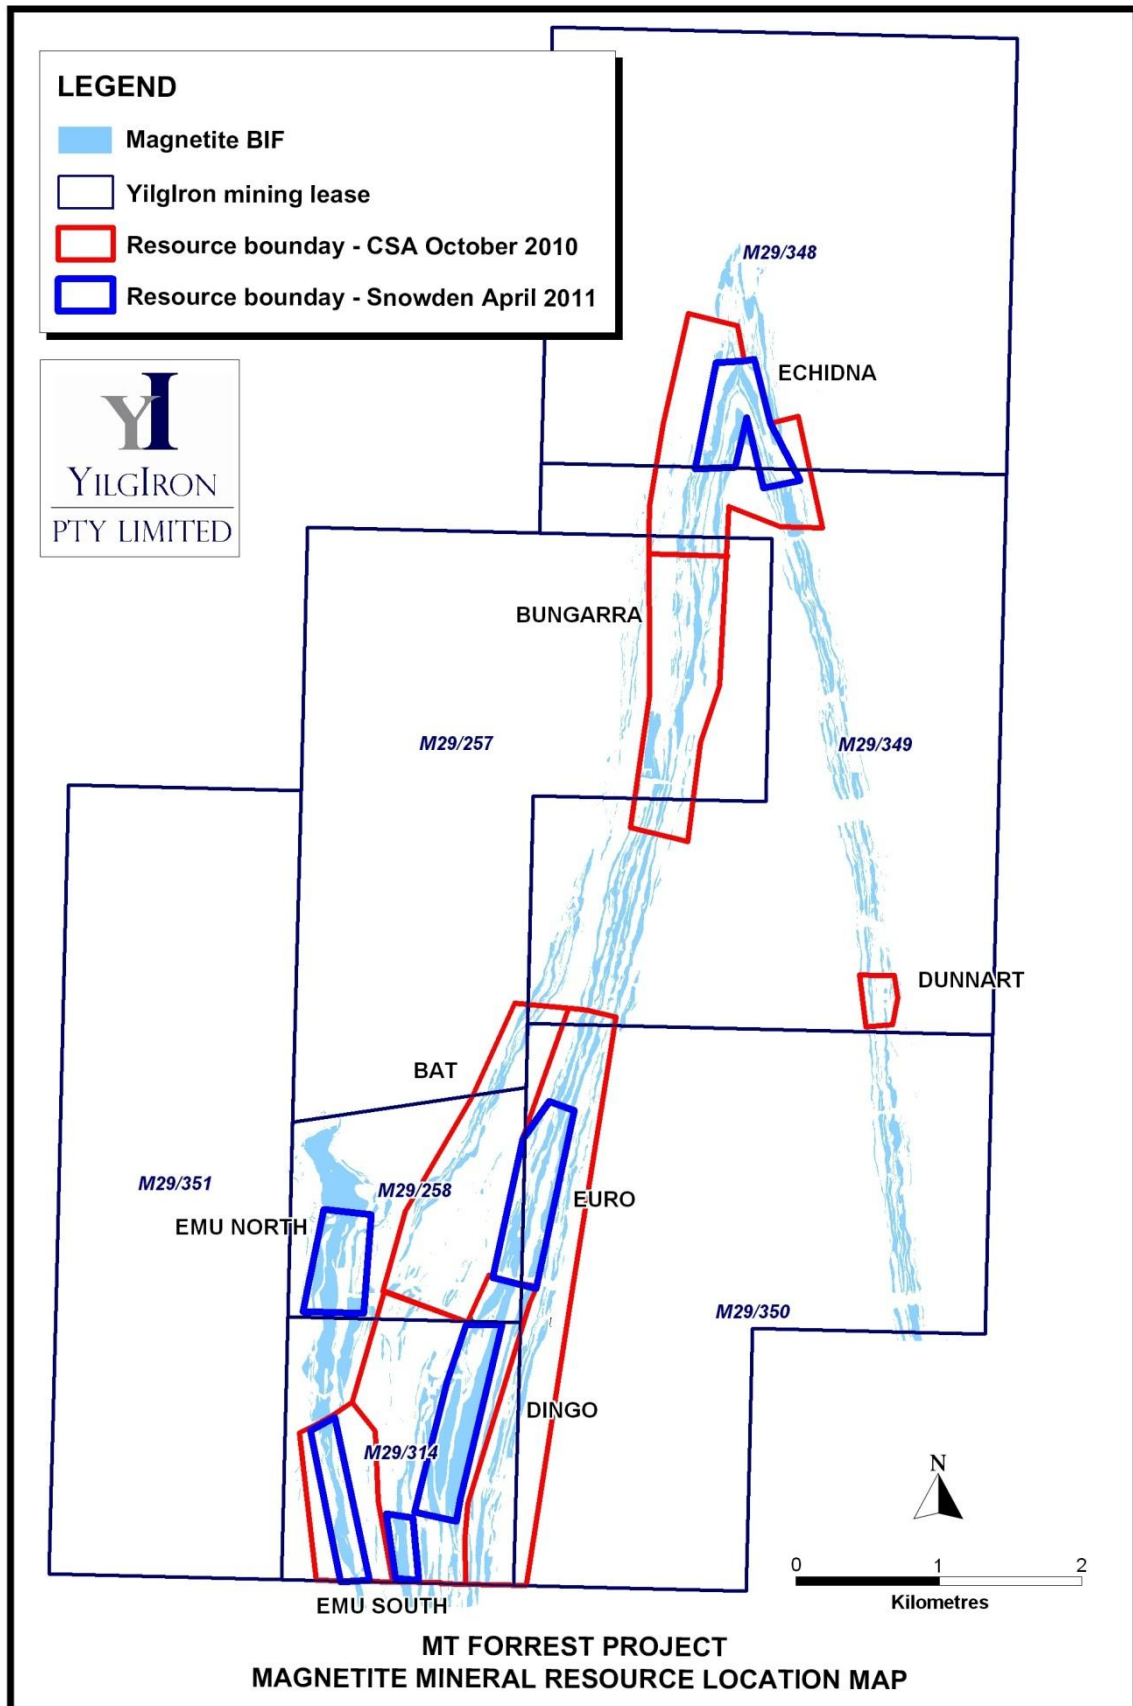 LEGEND
Magnetite BIF
YilgIron mining lease
Resource bounday - CSA October 2010
Resource bounday - Snowden April 2011
YI
YILGIRON
PTY LIMITED
M29/348
ECHIDNA
BUNGARRA
M29/257
M29/349
DUNNART
BAT
M29/351
M29/258
EMU NORTH
EURO
M29/350
DINGO
M29/314
EMU SOUTH
N
0 1 2
Kilometres
MT FORREST PROJECT
MAGNETITE MINERAL RESOURCE LOCATION MAP